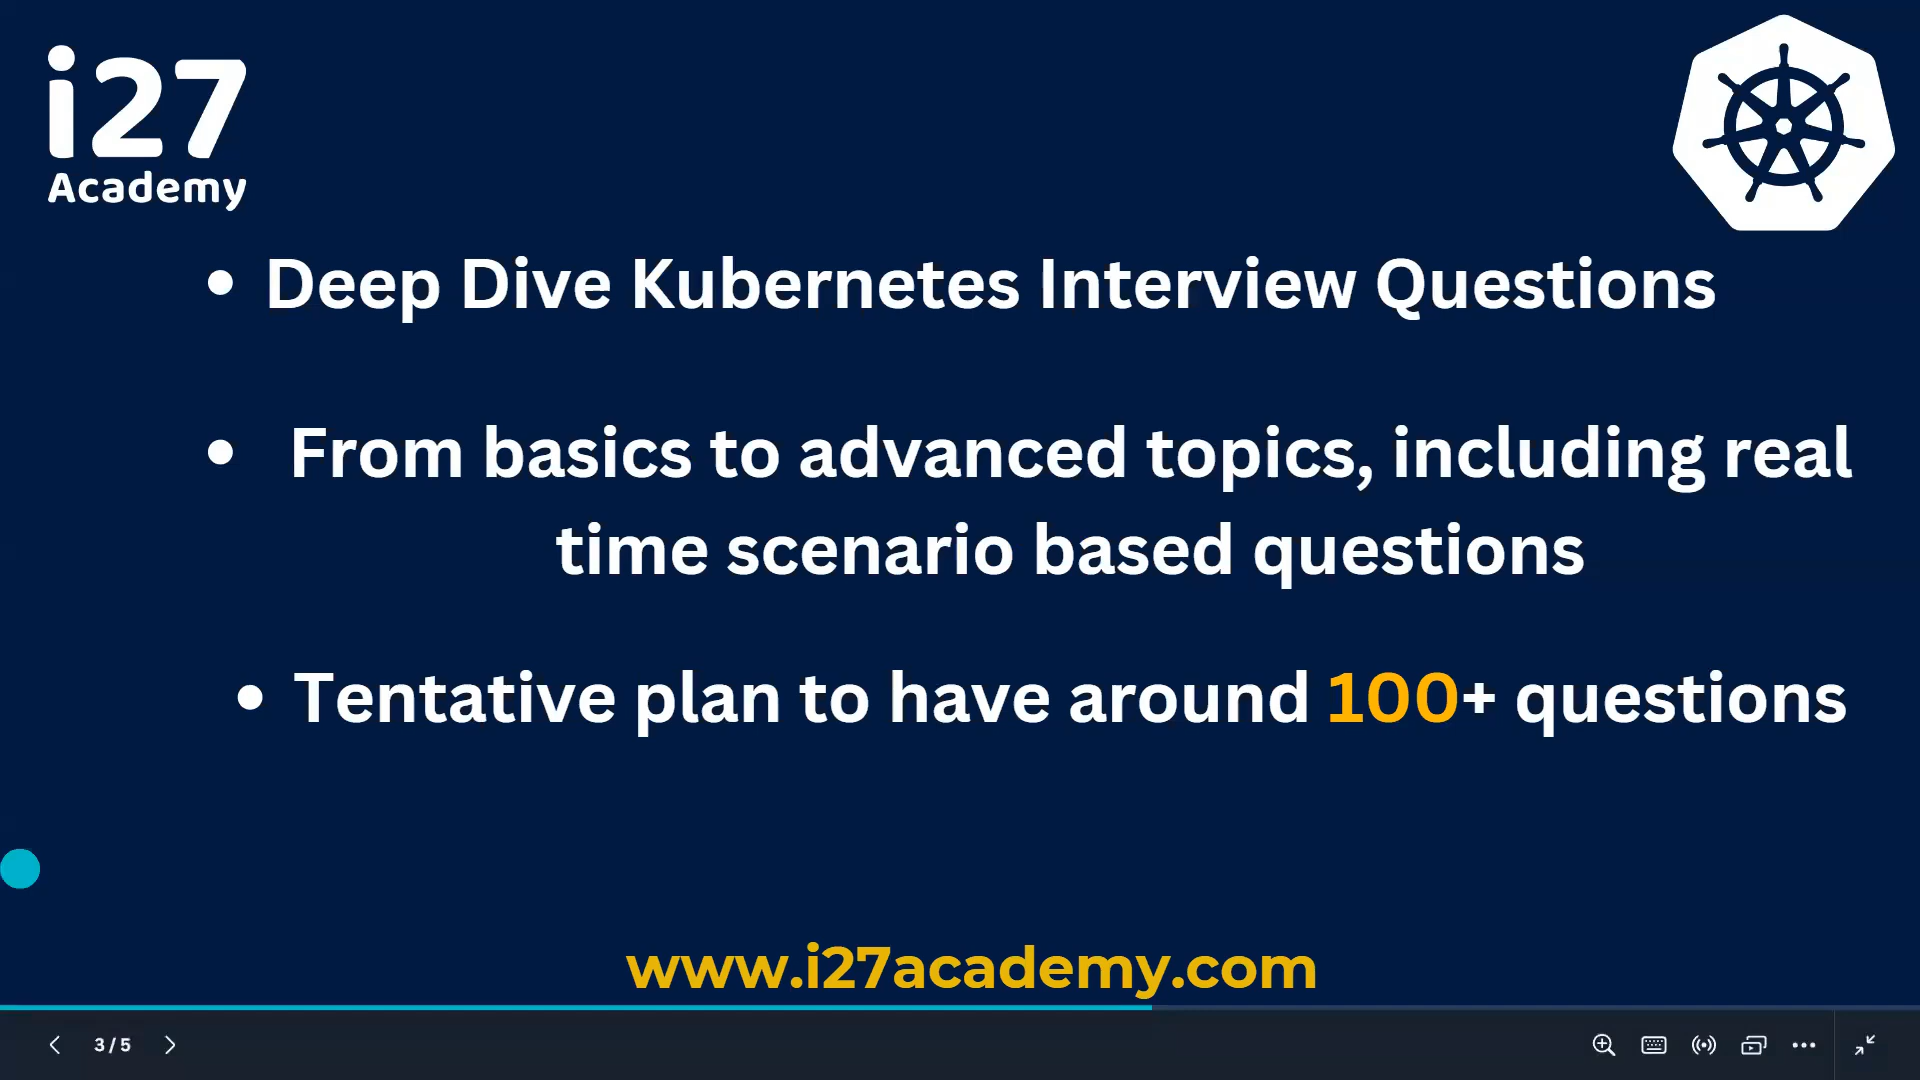 i27
Academy
• Deep Dive Kubernetes Interview Questions
• From basics to advanced topics, including real
time scenario based questions
• Tentative plan to have around 100+ questions
www.i27academy.com
3 / 5